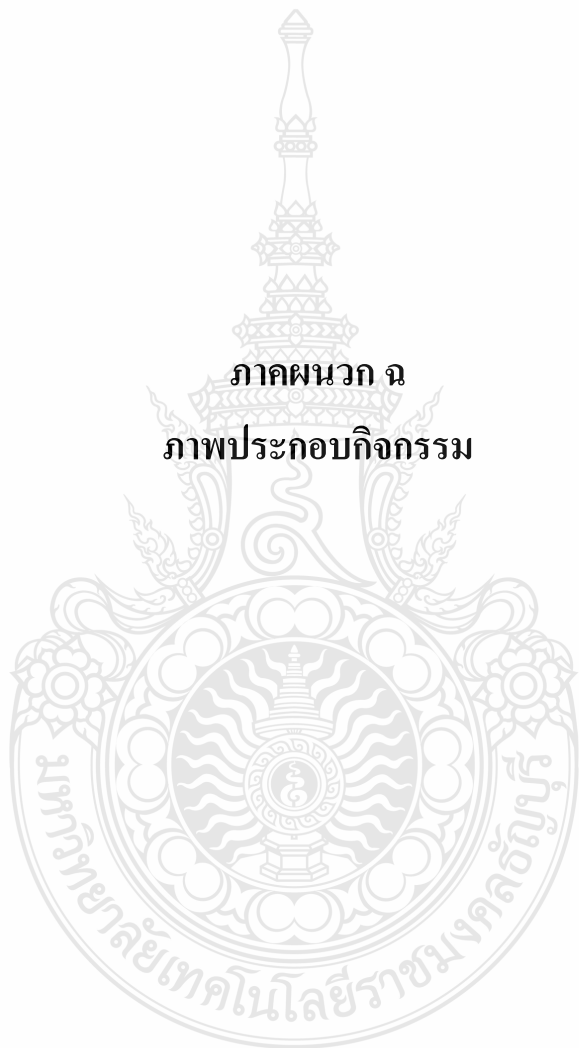 ภาคผนวก ฉ
ภาพประกอบกิจกรรม
มหาวิทยาลัยเทคโนโลยีราชมงคลธัญบุรี